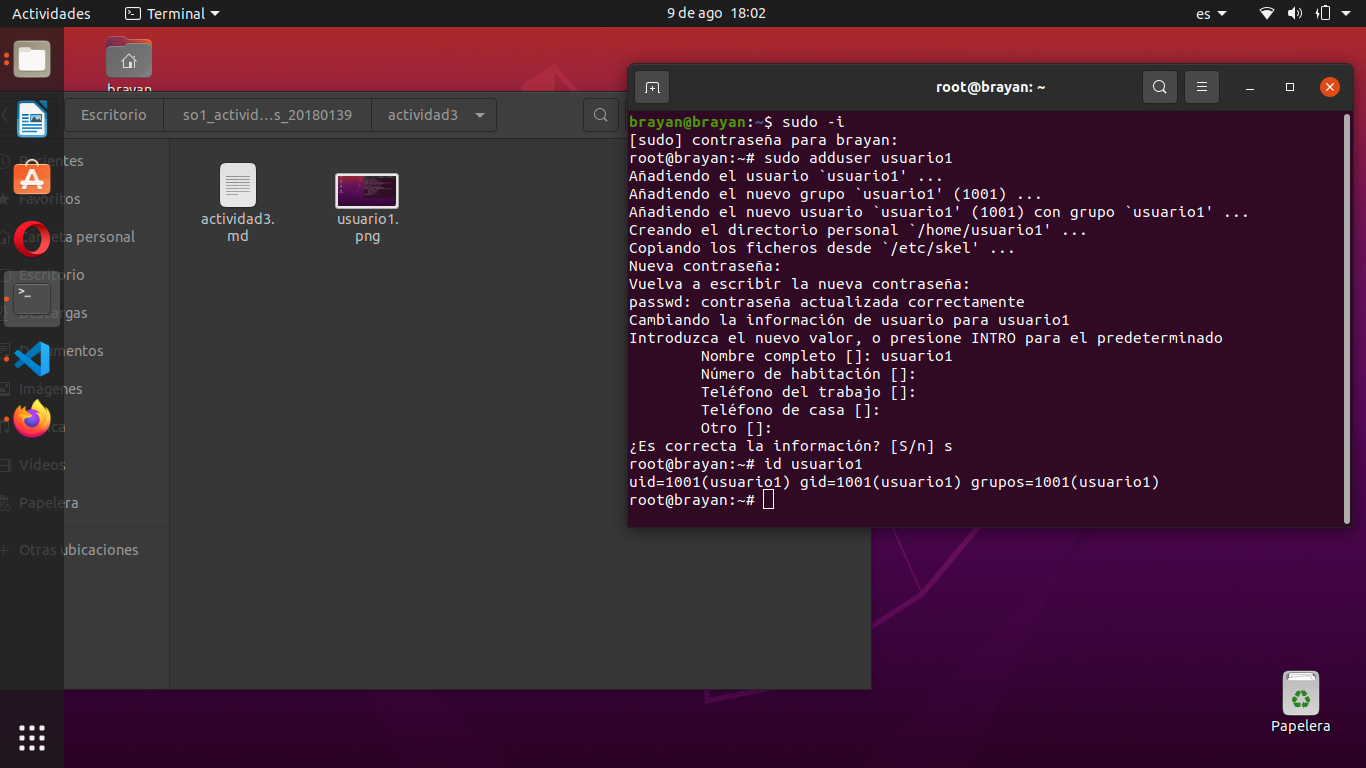 Actividades
Terminal
9 de ago 18:02
es
brayan
Escritorio
so1_activid…s_20180139
actividad3
Recientes
Favoritos
Carpeta personal
Escritorio
Descargas
Documentos
Imágenes
Vídeos
Papelera
Otras ubicaciones
actividad3.
md
usuario1.
png
root@brayan: ~
brayan@brayan:~$ sudo -i
[sudo] contraseña para brayan:
root@brayan:~# sudo adduser usuario1
Añadiendo el usuario `usuario1' ...
Añadiendo el nuevo grupo `usuario1' (1001) ...
Añadiendo el nuevo usuario `usuario1' (1001) con grupo `usuario1' ...
Creando el directorio personal `/home/usuario1' ...
Copiando los ficheros desde `/etc/skel' ...
Nueva contraseña:
Vuelva a escribir la nueva contraseña:
passwd: contraseña actualizada correctamente
Cambiando la información de usuario para usuario1
Introduzca el nuevo valor, o presione INTRO para el predeterminado
Nombre completo []: usuario1
Número de habitación []:
Teléfono del trabajo []:
Teléfono de casa []:
Otro []:
¿Es correcta la información? [S/n] s
root@brayan:~# id usuario1
uid=1001(usuario1) gid=1001(usuario1) grupos=1001(usuario1)
root@brayan:~#
Papelera